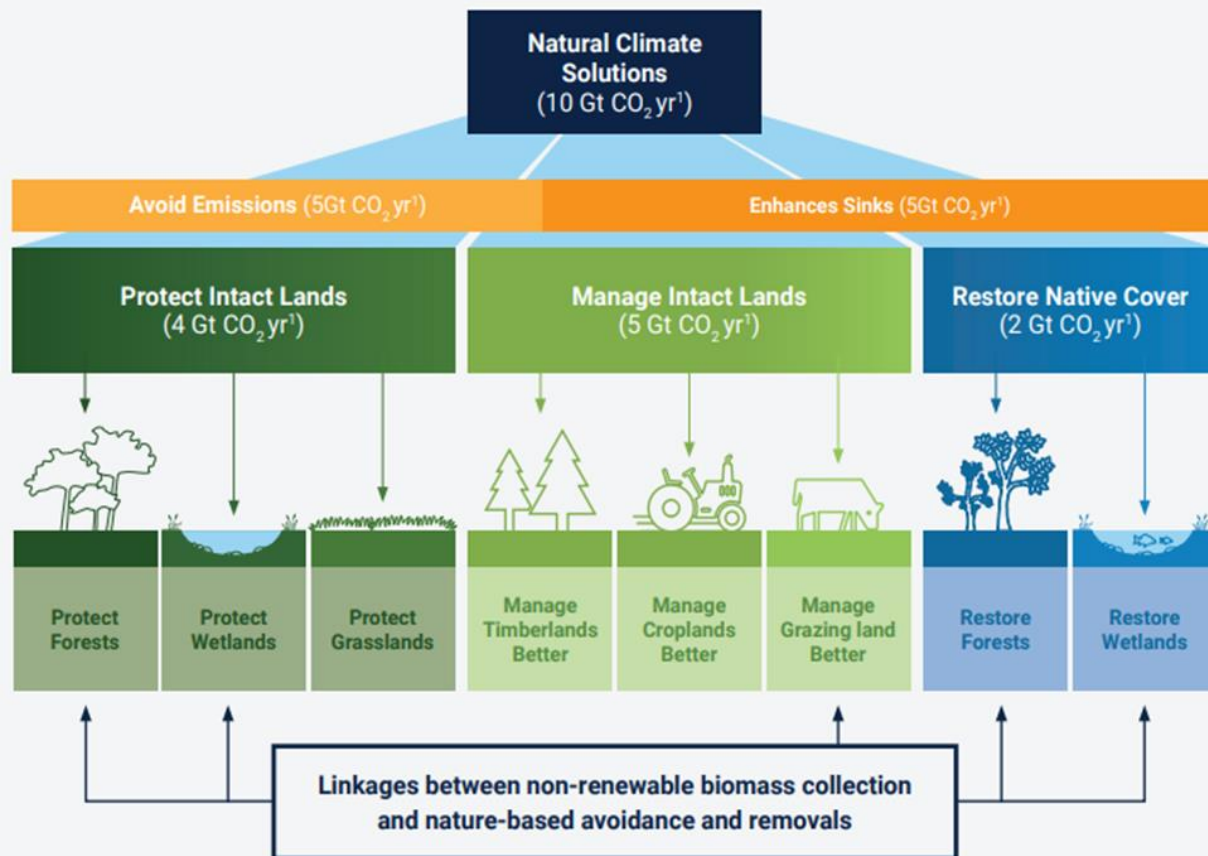 Natural Climate
Solutions
(10 Gt CO₂ yr¹)
Avoid Emissions (5Gt CO₂ yr¹)
Enhances Sinks (5Gt CO₂ yr¹)
Protect Intact Lands
(4 Gt CO₂ yr¹)
Manage Intact Lands
(5 Gt CO₂ yr¹)
Restore Native Cover
(2 Gt CO₂ yr¹)
Protect
Forests
Protect
Wetlands
Protect
Grasslands
Manage
Timberlands
Better
Manage
Croplands
Better
Manage
Grazing land
Better
Restore
Forests
Restore
Wetlands
Linkages between non-renewable biomass collection
and nature-based avoidance and removals